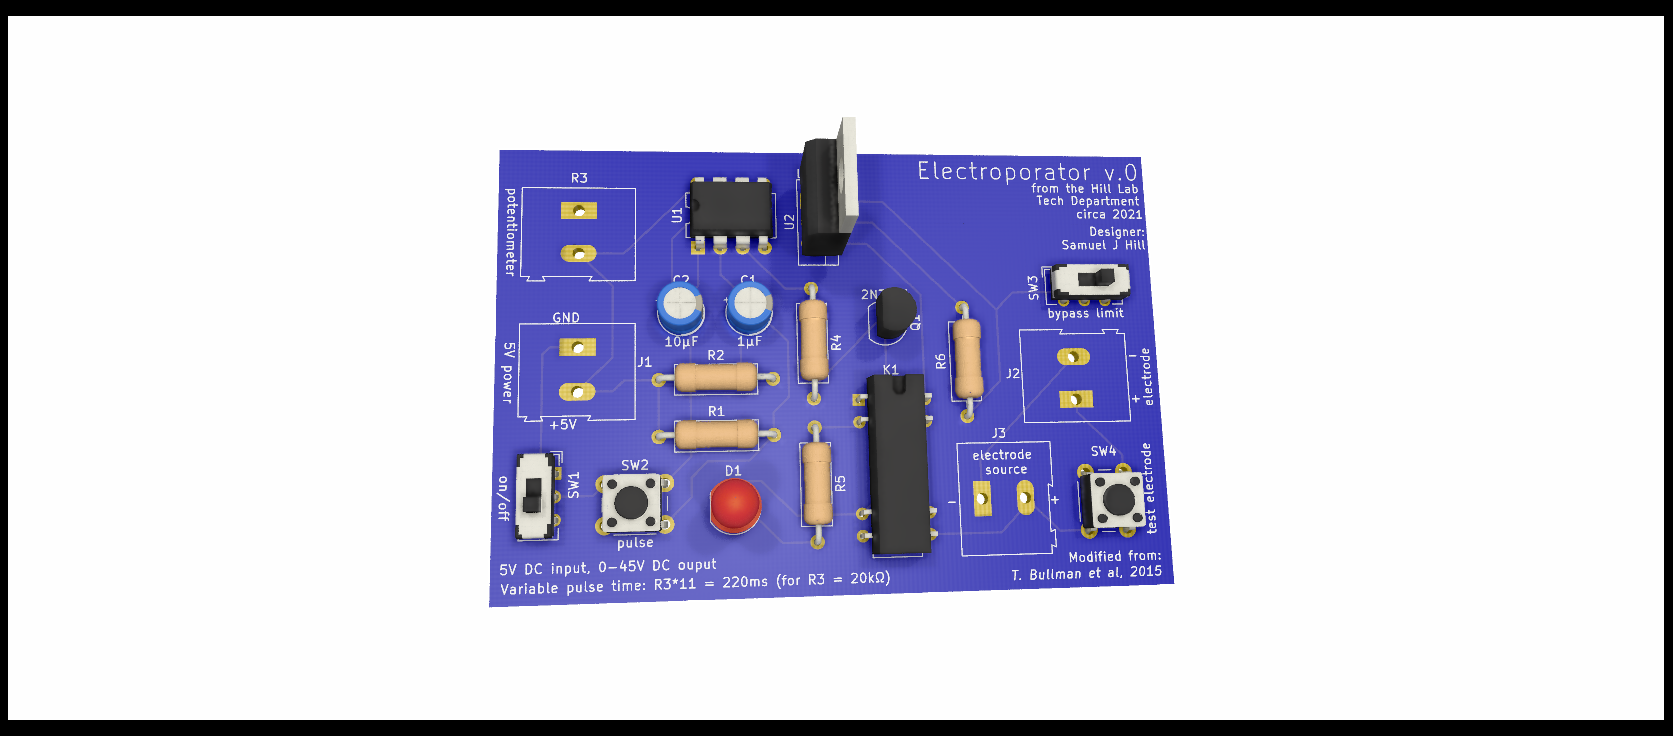 Electroporator v.0
from the Hill Lab
Tech Department
circa 2021
Designer:
Samuel J Hill
R3
potentiometer
U1
U2
SW3
bypass limit
C2
C1
10µF
1µF
GND
5V power
J1
+5V
R2
R1
R4
Q1
K1
R6
J2
-
+
electrode
J3
electrode
source
-
+
SW4
test electrode
on/off
SW1
SW2
pulse
D1
R5
5V DC input, 0-45V DC ouput
Variable pulse time: R3*11 = 220ms (for R3 = 20kΩ)
Modified from:
T. Bullman et al, 2015